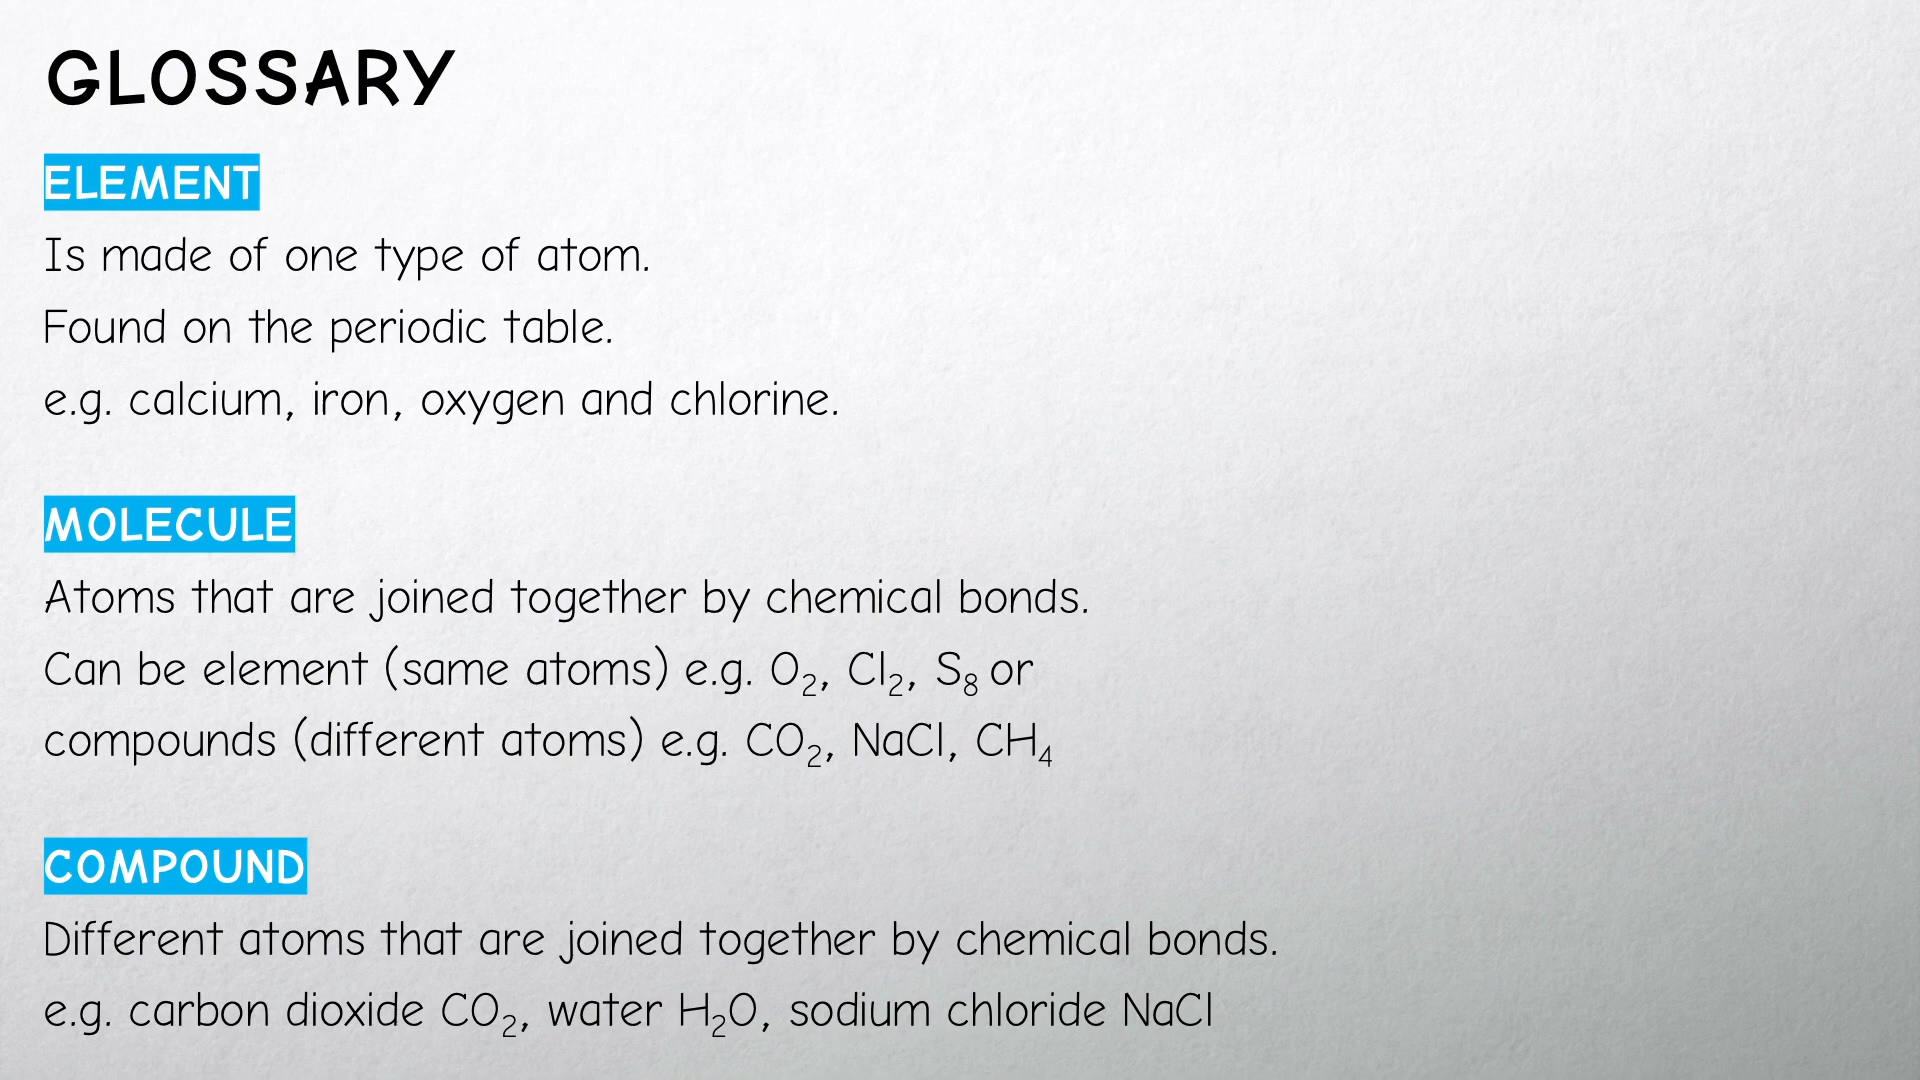 GLOSSARY
ELEMENT
Is made of one type of atom.
Found on the periodic table.
e.g. calcium, iron, oxygen and chlorine.
MOLECULE
Atoms that are joined together by chemical bonds.
Can be element (same atoms) e.g. O₂, Cl₂, S₈ or
compounds (different atoms) e.g. CO₂, NaCl, CH₄
COMPOUND
Different atoms that are joined together by chemical bonds.
e.g. carbon dioxide CO₂, water H₂O, sodium chloride NaCl